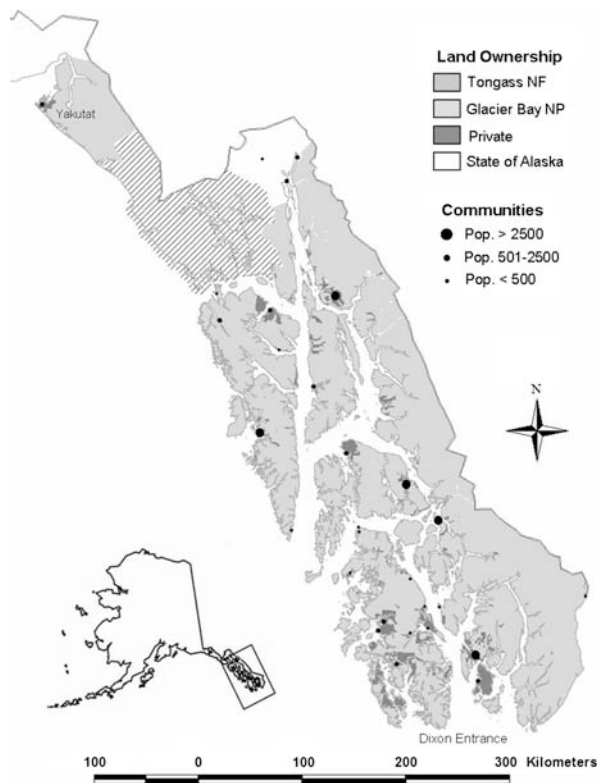 Land Ownership
Tongass NF
Glacier Bay NP
Private
State of Alaska
Communities
Pop. > 2500
Pop. 501-2500
Pop. < 500
Yakutat
N
Dixon Entrance
100 0 100 200 300 Kilometers